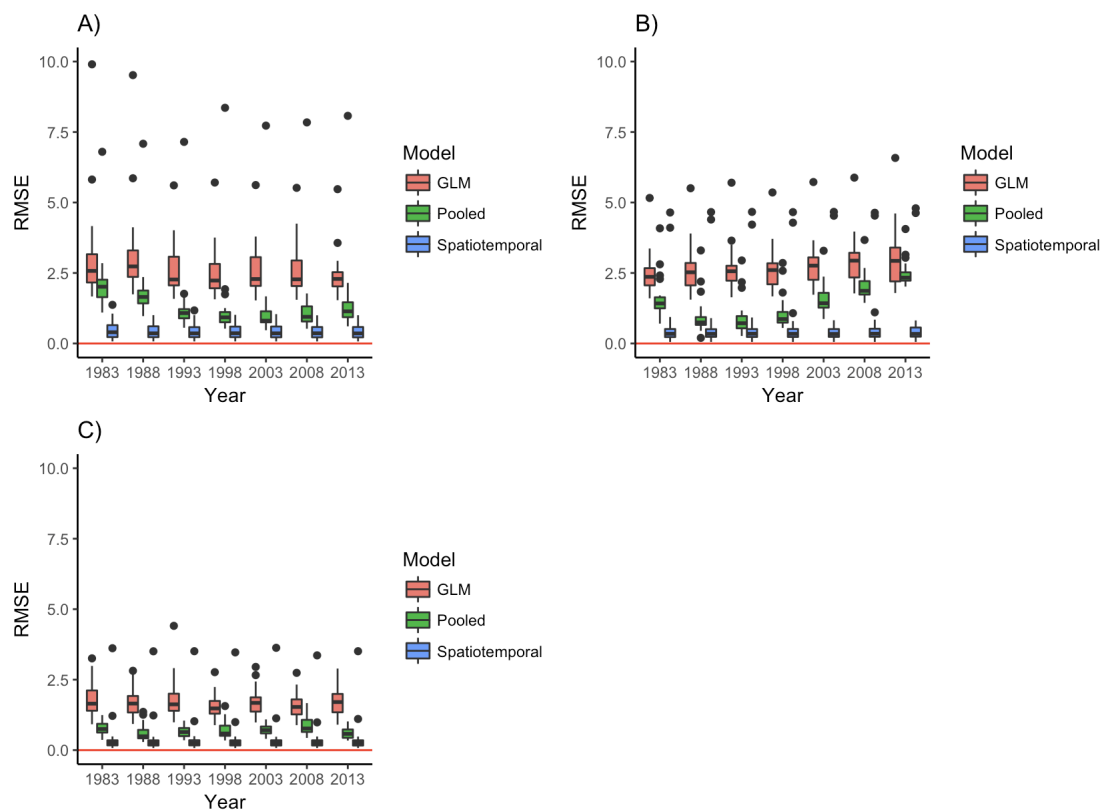 A)
10.0
7.5
5.0
2.5
0.0
RMSE
1983 1988 1993 1998 2003 2008 2013
Year
Model
GLM
Pooled
Spatiotemporal
B)
10.0
7.5
5.0
2.5
0.0
RMSE
1983 1988 1993 1998 2003 2008 2013
Year
Model
GLM
Pooled
Spatiotemporal
C)
10.0
7.5
5.0
2.5
0.0
RMSE
1983 1988 1993 1998 2003 2008 2013
Year
Model
GLM
Pooled
Spatiotemporal